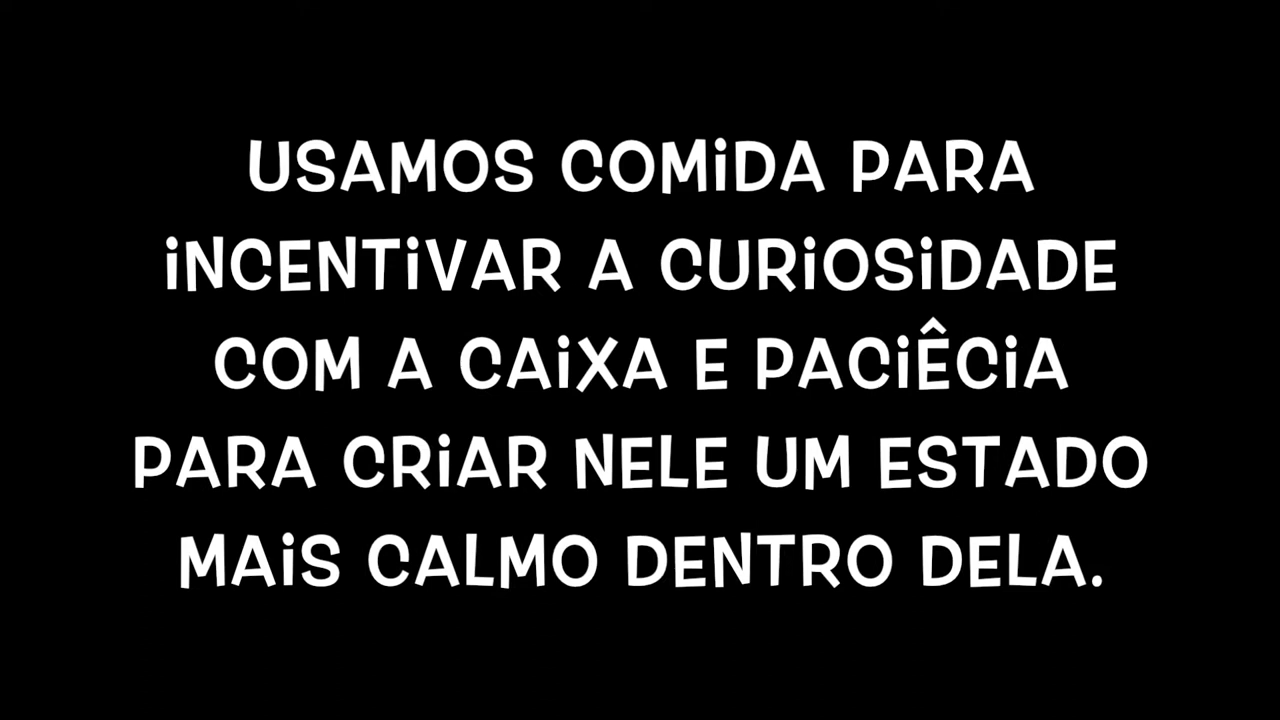 USAMOS COMiDA PARA
iNCENTiVAR A CURiOSiDADE
COM A CAiXA E PACiÊCiA
PARA CRiAR NELE UM ESTADO
MAiS CALMO DENTRO DELA.